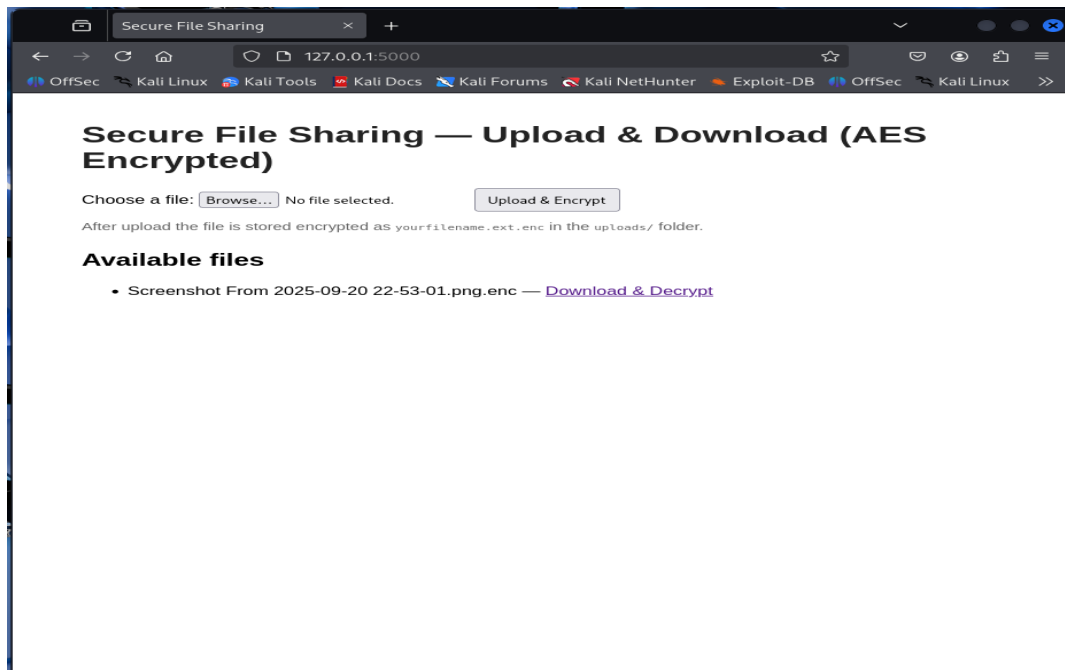 Secure File Sharing
127.0.0.1:5000
OffSec Kali Linux Kali Tools Kali Docs Kali Forums Kali NetHunter Exploit-DB OffSec Kali Linux
Secure File Sharing — Upload & Download (AES
Encrypted)
Choose a file: Browse... No file selected. Upload & Encrypt
After upload the file is stored encrypted as yourfilename.ext.enc in the uploads/ folder.
Available files
• Screenshot From 2025-09-20 22-53-01.png.enc — Download & Decrypt